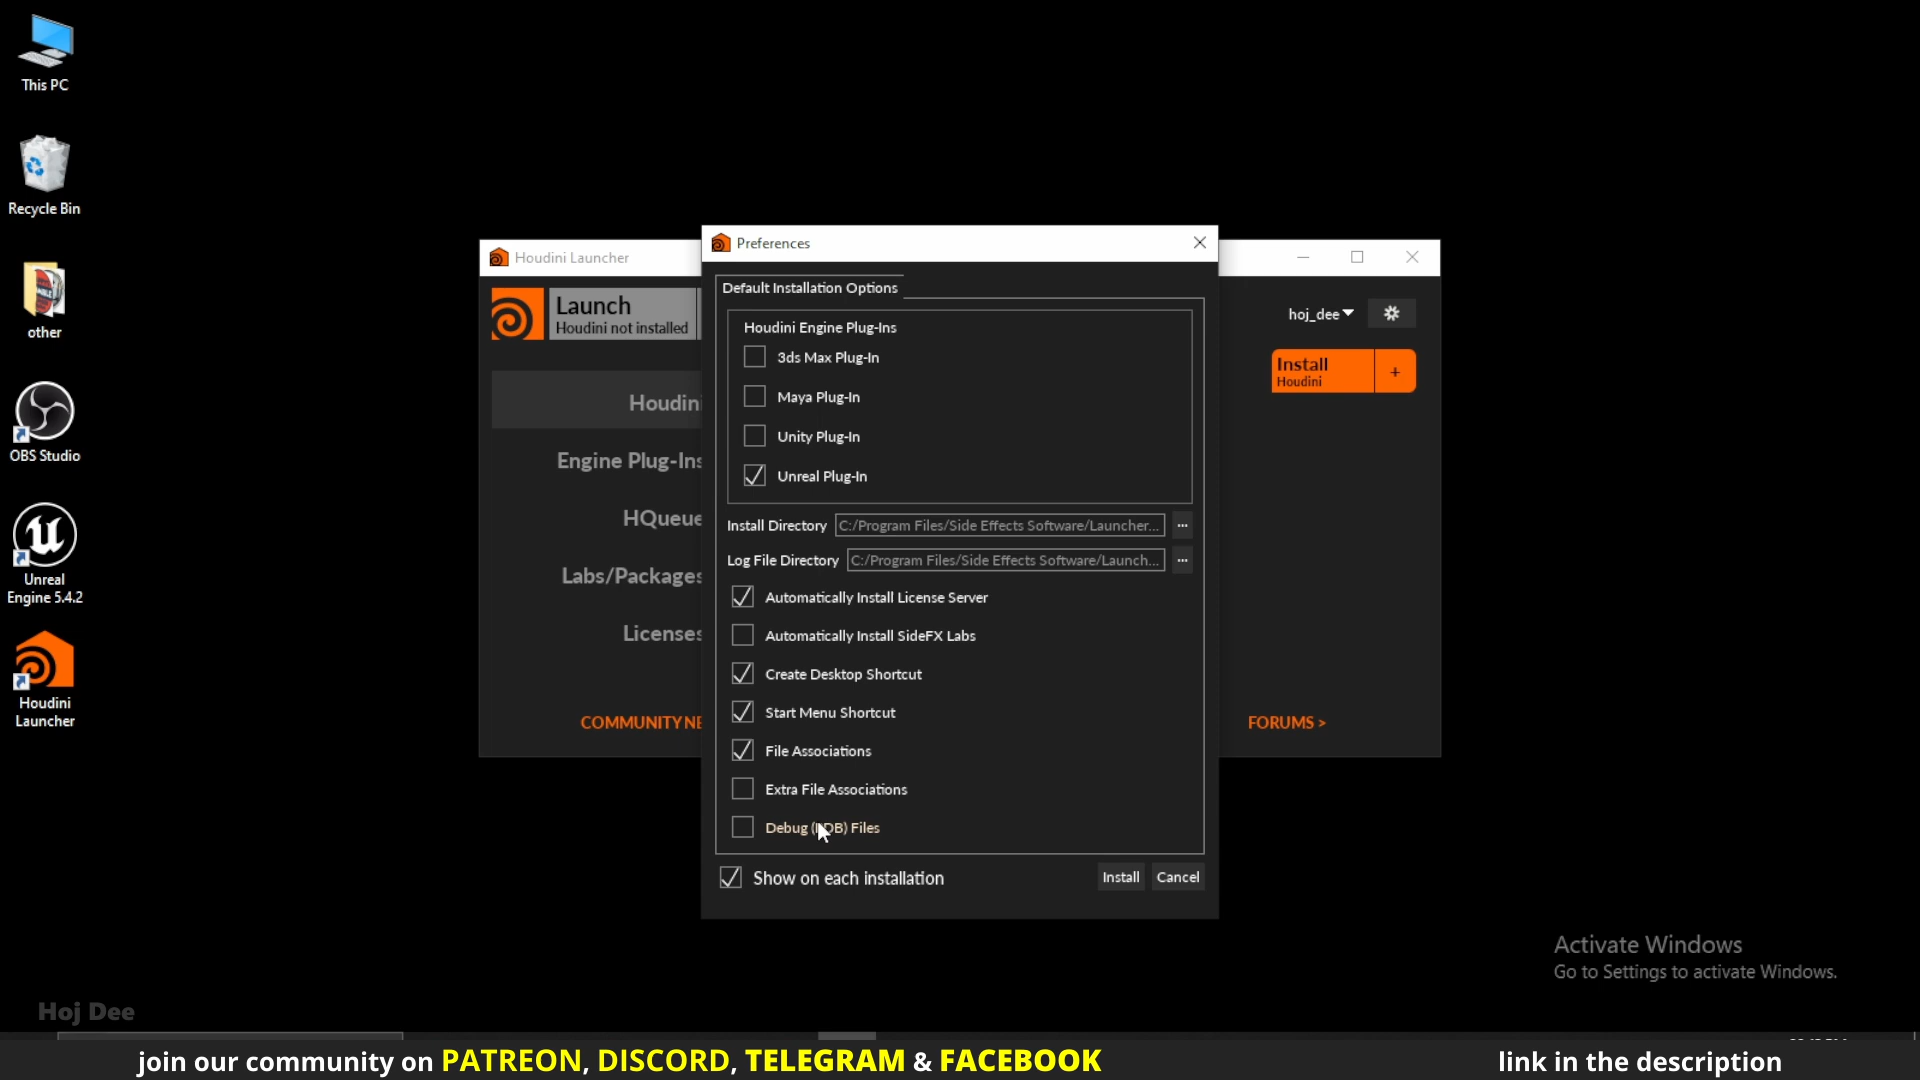 This PC
Recycle Bin
other
OBS Studio
Unreal
Engine 5.4.2
Houdini
Launcher
Houdini Launcher
Launch
Houdini not installed
hoj_dee
Install
Houdini
+
Houdini
Engine Plug-Ins
HQueue
Labs/Packages
Licenses
COMMUNITY NE
FORUMS >
Preferences
Default Installation Options
Houdini Engine Plug-Ins
3ds Max Plug-In
Maya Plug-In
Unity Plug-In
Unreal Plug-In
Install Directory C:/Program Files/Side Effects Software/Launcher... ...
Log File Directory C:/Program Files/Side Effects Software/Launch... ...
Automatically Install License Server
Automatically Install SideFX Labs
Create Desktop Shortcut
Start Menu Shortcut
File Associations
Extra File Associations
Debug (PDB) Files
Show on each installation
Install Cancel
Activate Windows
Go to Settings to activate Windows.
Hoj Dee
join our community on PATREON, DISCORD, TELEGRAM & FACEBOOK
link in the description